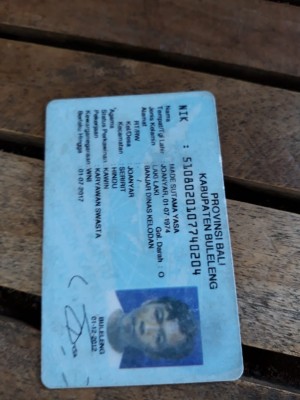 PROVINSI BALI
KABUPATEN BULELENG
NIK : 5108020107740204
Nama : KADE SUTAMA YASA
Tempat/Tgl Lahir : JOANYAR, 01-07-1974
Jenis Kelamin : LAKI-LAKI Gol. Darah : O
Alamat : BANJAR DINAS KELODAN
RT/RW :
Kel/Desa : JOANYAR
Kecamatan : SERIRIT
Agama : HINDU
Status Perkawinan : KAWIN
Pekerjaan : KARYAWAN SWASTA
Kewarganegaraan : WNI
Berlaku Hingga : 01-07-2017
BULELENG
01-12-2012